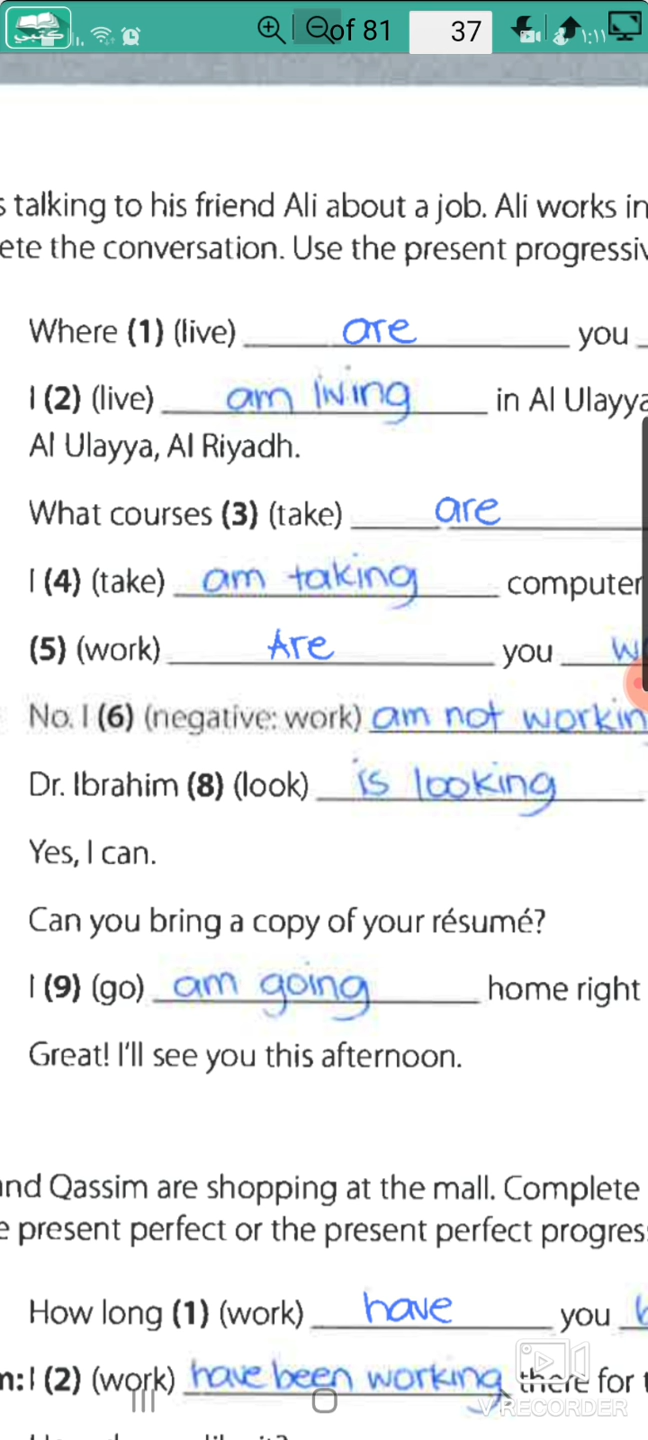 كتبي of 81 37 ١:١١
s talking to his friend Ali about a job. Ali works in
ete the conversation. Use the present progressiv
Where (1) (live) are you
I (2) (live) am living in Al Ulayya
Al Ulayya, Al Riyadh.
What courses (3) (take) are
I (4) (take) am taking computer
(5) (work) Are you w
No. I (6) (negative: work) am not workin
Dr. Ibrahim (8) (look) is looking
Yes, I can.
Can you bring a copy of your résumé?
I (9) (go) am going home right
Great! I'll see you this afternoon.
and Qassim are shopping at the mall. Complete
e present perfect or the present perfect progres
How long (1) (work) have you b
m: I (2) (work) have been working there for t
V RECORDER